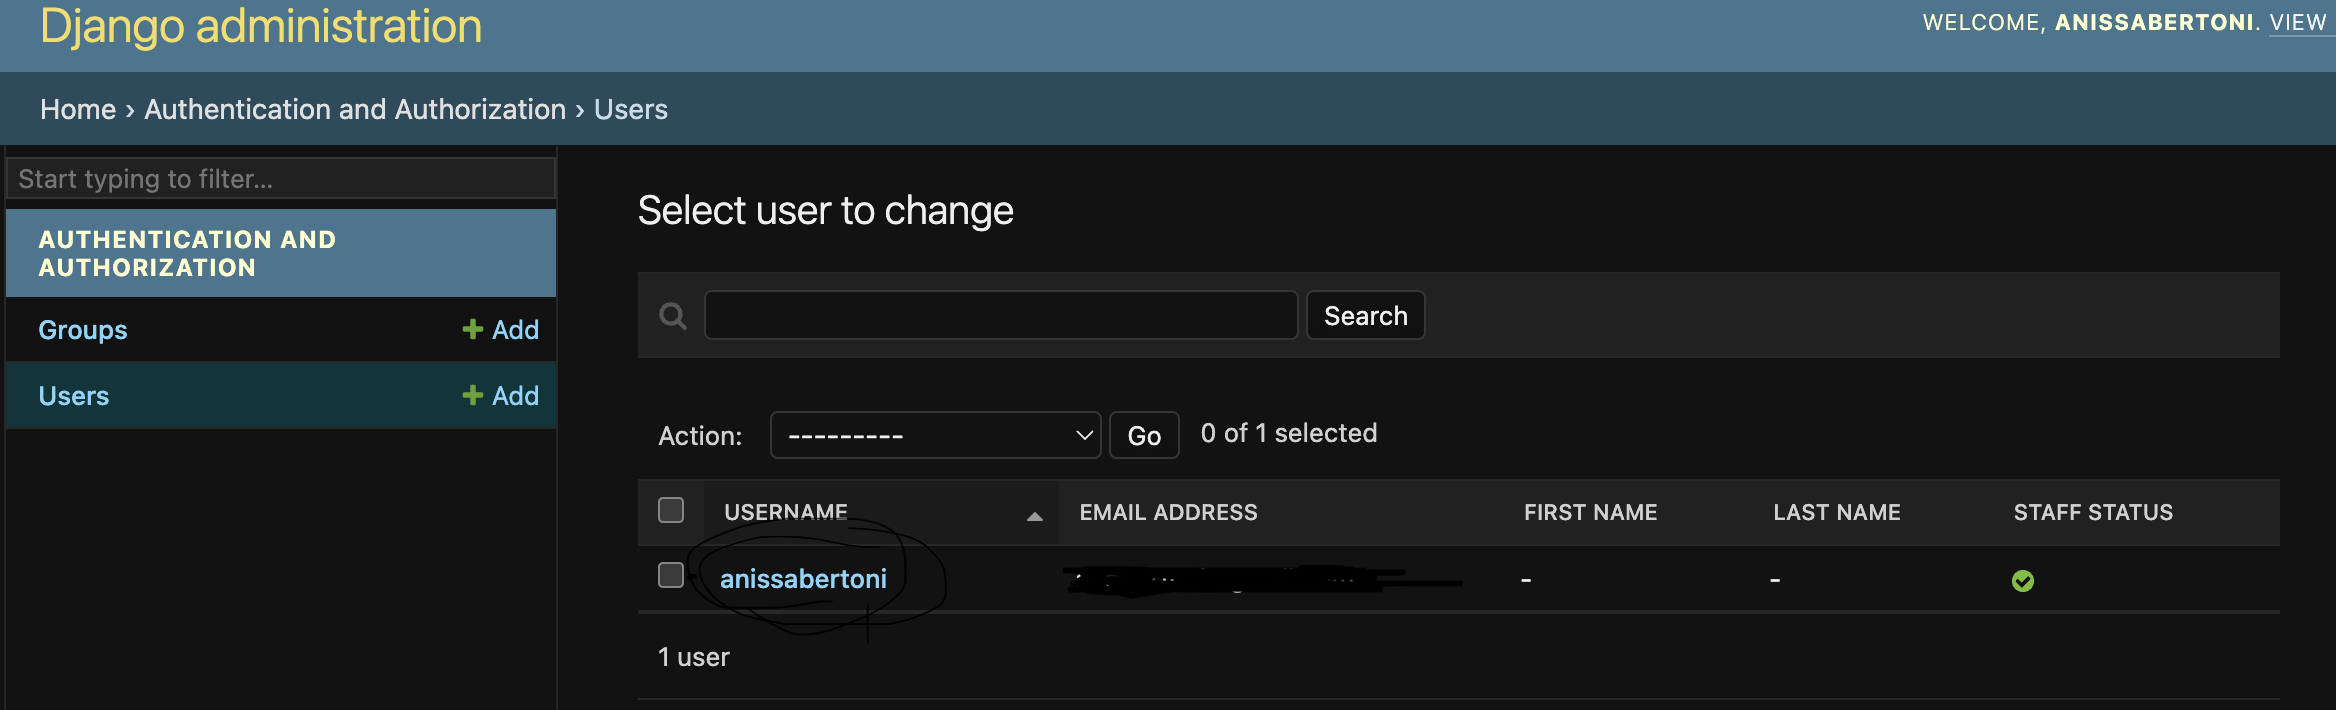 Django administration
WELCOME, ANISSABERTONI. VIEW
Home › Authentication and Authorization › Users
Start typing to filter...
AUTHENTICATION AND
AUTHORIZATION
Groups + Add
Users + Add
Select user to change
Search
Action: --------- Go 0 of 1 selected
USERNAME EMAIL ADDRESS FIRST NAME LAST NAME STAFF STATUS
anissabertoni - -
1 user